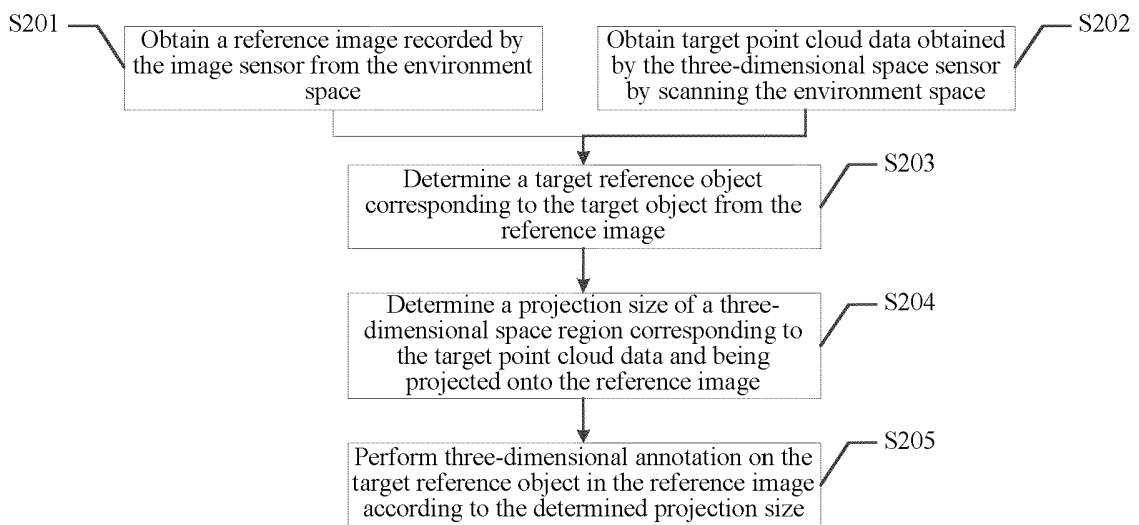 S201
Obtain a reference image recorded by
the image sensor from the environment
space
S202
Obtain target point cloud data obtained
by the three-dimensional space sensor
by scanning the environment space
S203
Determine a target reference object
corresponding to the target object from the
reference image
S204
Determine a projection size of a three-
dimensional space region corresponding to
the target point cloud data and being
projected onto the reference image
S205
Perform three-dimensional annotation on the
target reference object in the reference image
according to the determined projection size